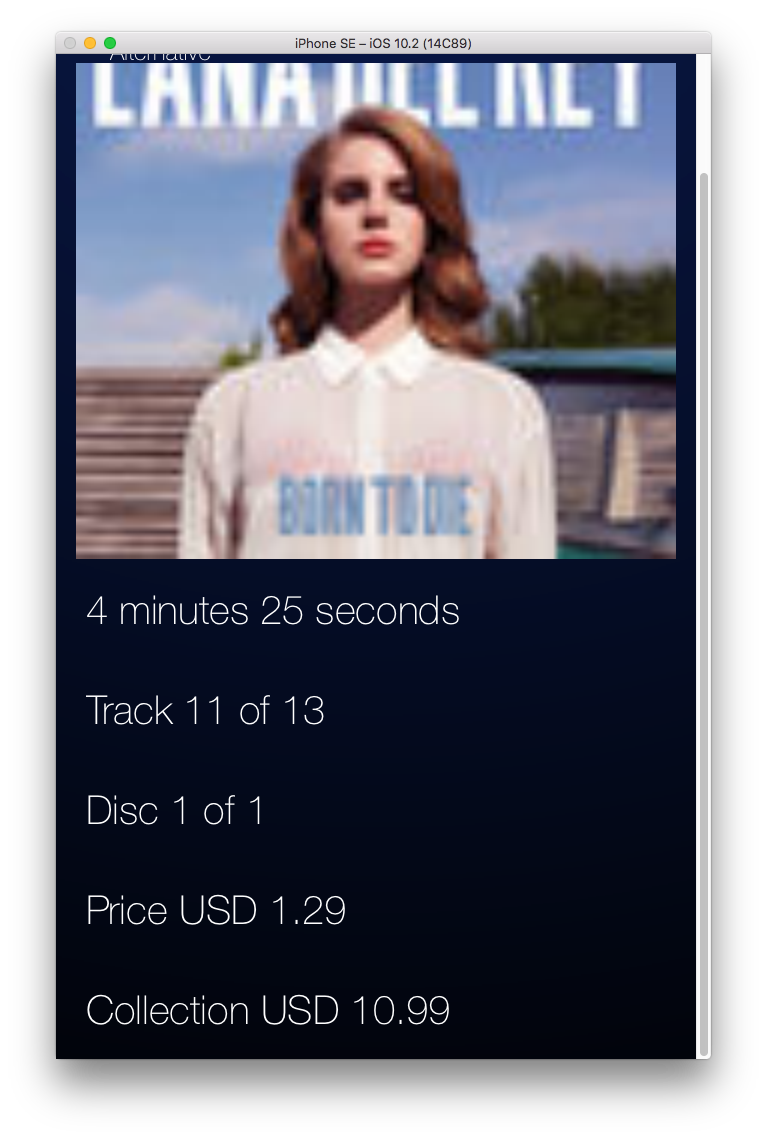 iPhone SE – iOS 10.2 (14C89)
Alternative
LANA DEL REY
BORN TO DIE
4 minutes 25 seconds
Track 11 of 13
Disc 1 of 1
Price USD 1.29
Collection USD 10.99